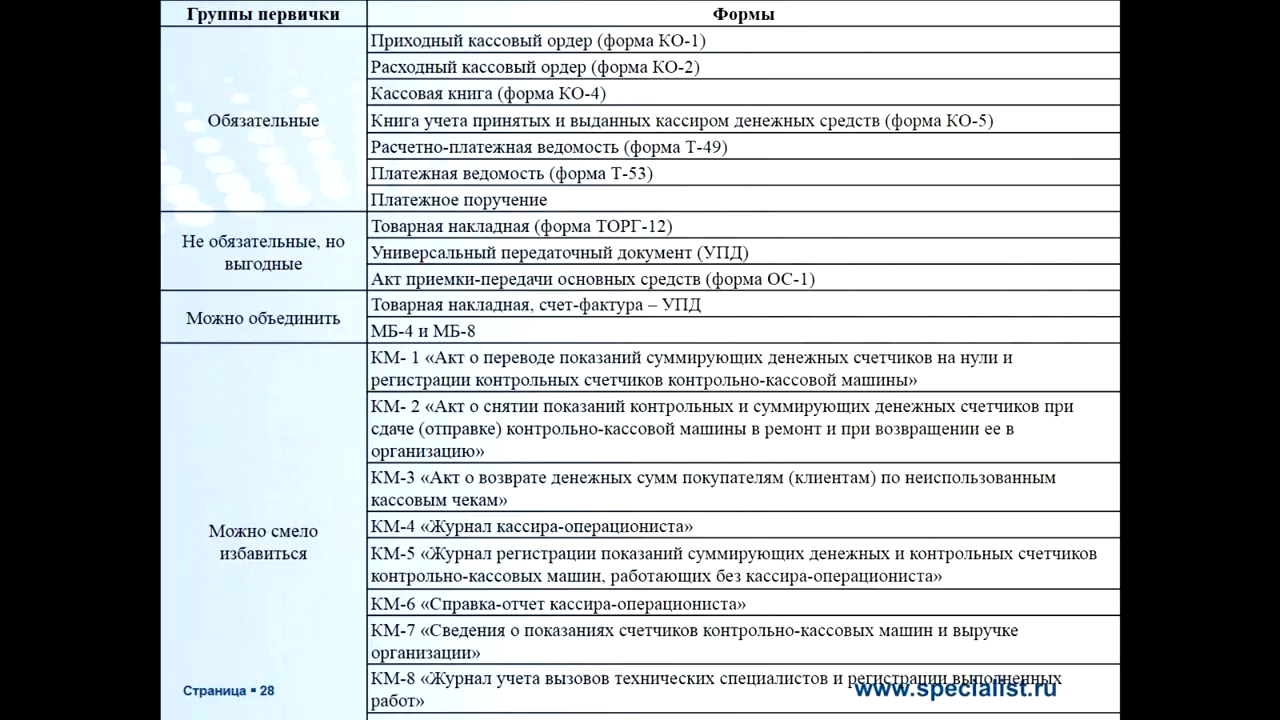 Группы первички
Формы
Обязательные
Приходный кассовый ордер (форма КО-1)
Расходный кассовый ордер (форма КО-2)
Кассовая книга (форма КО-4)
Книга учета принятых и выданных кассиром денежных средств (форма КО-5)
Расчетно-платежная ведомость (форма Т-49)
Платежная ведомость (форма Т-53)
Платежное поручение
Не обязательные, но
выгодные
Товарная накладная (форма ТОРГ-12)
Универсальный передаточный документ (УПД)
Акт приемки-передачи основных средств (форма ОС-1)
Можно объединить
Товарная накладная, счет-фактура – УПД
МБ-4 и МБ-8
Можно смело
избавиться
КМ- 1 «Акт о переводе показаний суммирующих денежных счетчиков на нули и
регистрации контрольных счетчиков контрольно-кассовой машины»
КМ- 2 «Акт о снятии показаний контрольных и суммирующих денежных счетчиков при
сдаче (отправке) контрольно-кассовой машины в ремонт и при возвращении ее в
организацию»
КМ-3 «Акт о возврате денежных сумм покупателям (клиентам) по неиспользованным
кассовым чекам»
КМ-4 «Журнал кассира-операциониста»
КМ-5 «Журнал регистрации показаний суммирующих денежных и контрольных счетчиков
контрольно-кассовых машин, работающих без кассира-операциониста»
КМ-6 «Справка-отчет кассира-операциониста»
КМ-7 «Сведения о показаниях счетчиков контрольно-кассовых машин и выручке
организации»
КМ-8 «Журнал учета вызовов технических специалистов и регистрации выполненных
работ»
Страница ▪ 28
www.specialist.ru